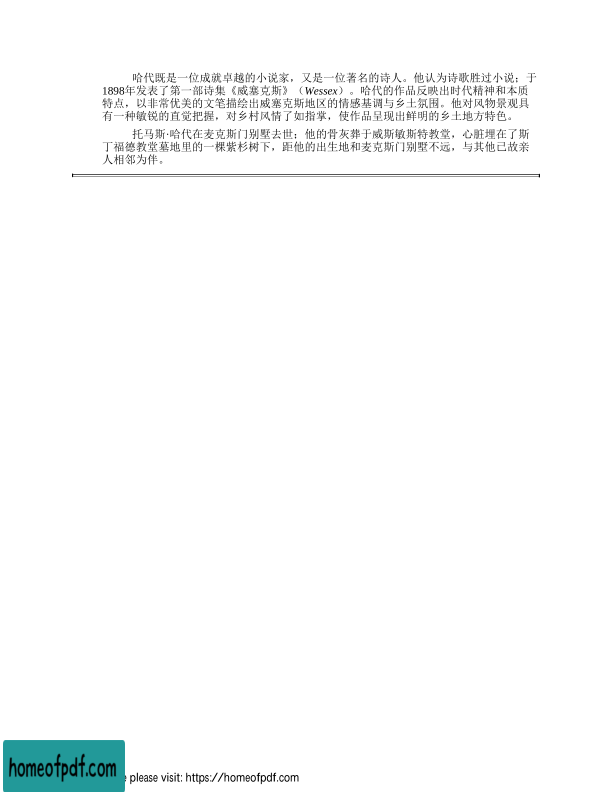 哈代既是一位成就卓越的小说家，又是一位著名的诗人。他认为诗歌胜过小说；于
1898年发表了第一部诗集《威塞克斯》（Wessex）。哈代的作品反映出时代精神和本质
特点，以非常优美的文笔描绘出威塞克斯地区的情感基调与乡土氛围。他对风物景观具
有一种敏锐的直觉把握，对乡村风情了如指掌，使作品呈现出鲜明的乡土地方特色。
托马斯·哈代在麦克斯门别墅去世；他的骨灰葬于威斯敏斯特教堂，心脏埋在了斯
丁福德教堂墓地里的一棵紫杉树下，距他的出生地和麦克斯门别墅不远，与其他已故亲
人相邻为伴。
homeofpdf.com
please visit: https://homeofpdf.com